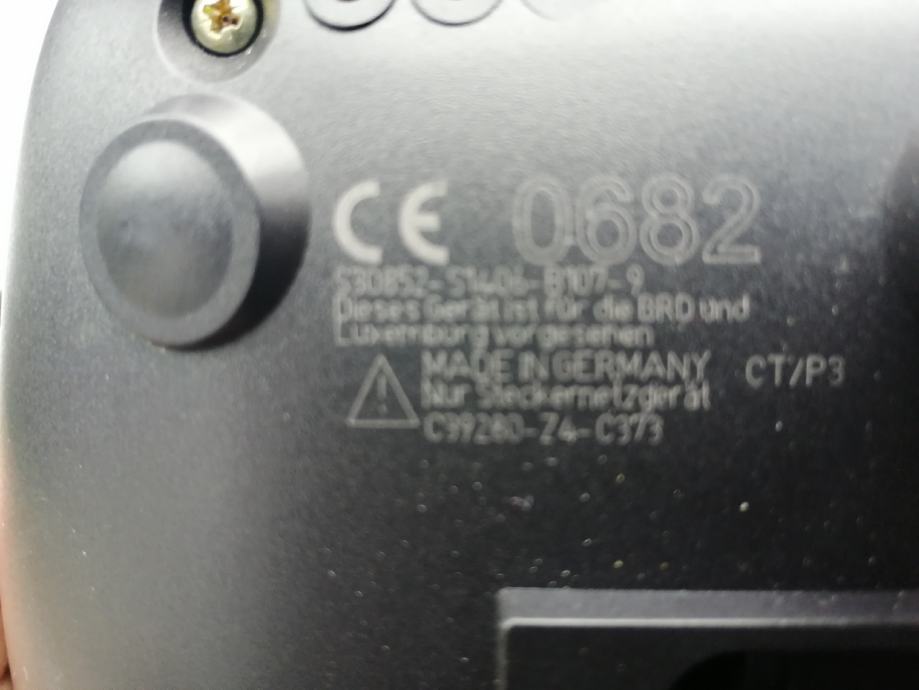 CE 0682
S30852-S1406-B107-9
Dieses Gerät ist für die BRD und
Luxemburg vorgesehen
MADE IN GERMANY CT/P3
Nur Steckernetzgerät
C39280-Z4-C373